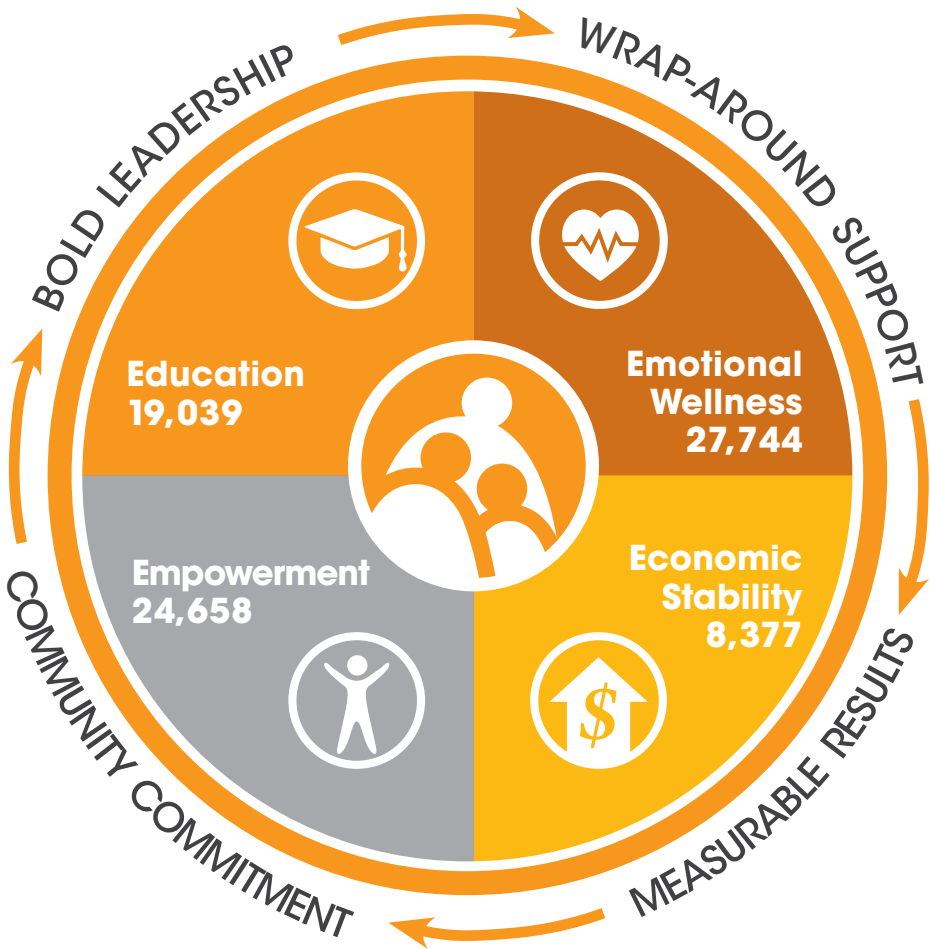 BOLD LEADERSHIP
WRAP-AROUND SUPPORT
Education
19,039
Emotional
Wellness
27,744
Empowerment
24,658
Economic
Stability
8,377
$
COMMUNITY COMMITMENT
MEASURABLE RESULTS